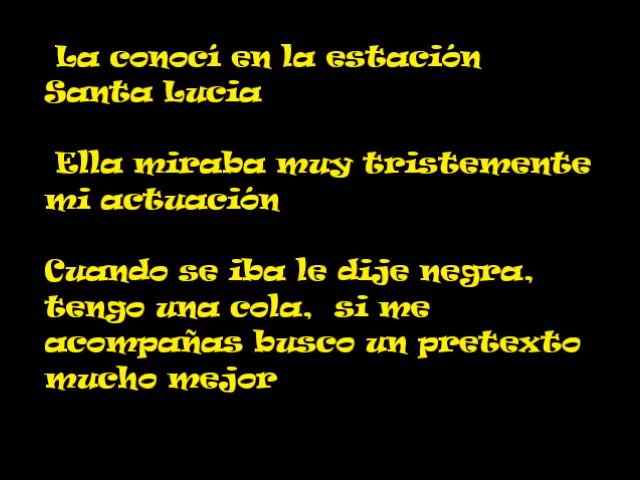 La conocí en la estación
Santa Lucia
Ella miraba muy tristemente
mi actuación
Cuando se iba le dije negra,
tengo una cola, si me
acompañas busco un pretexto
mucho mejor